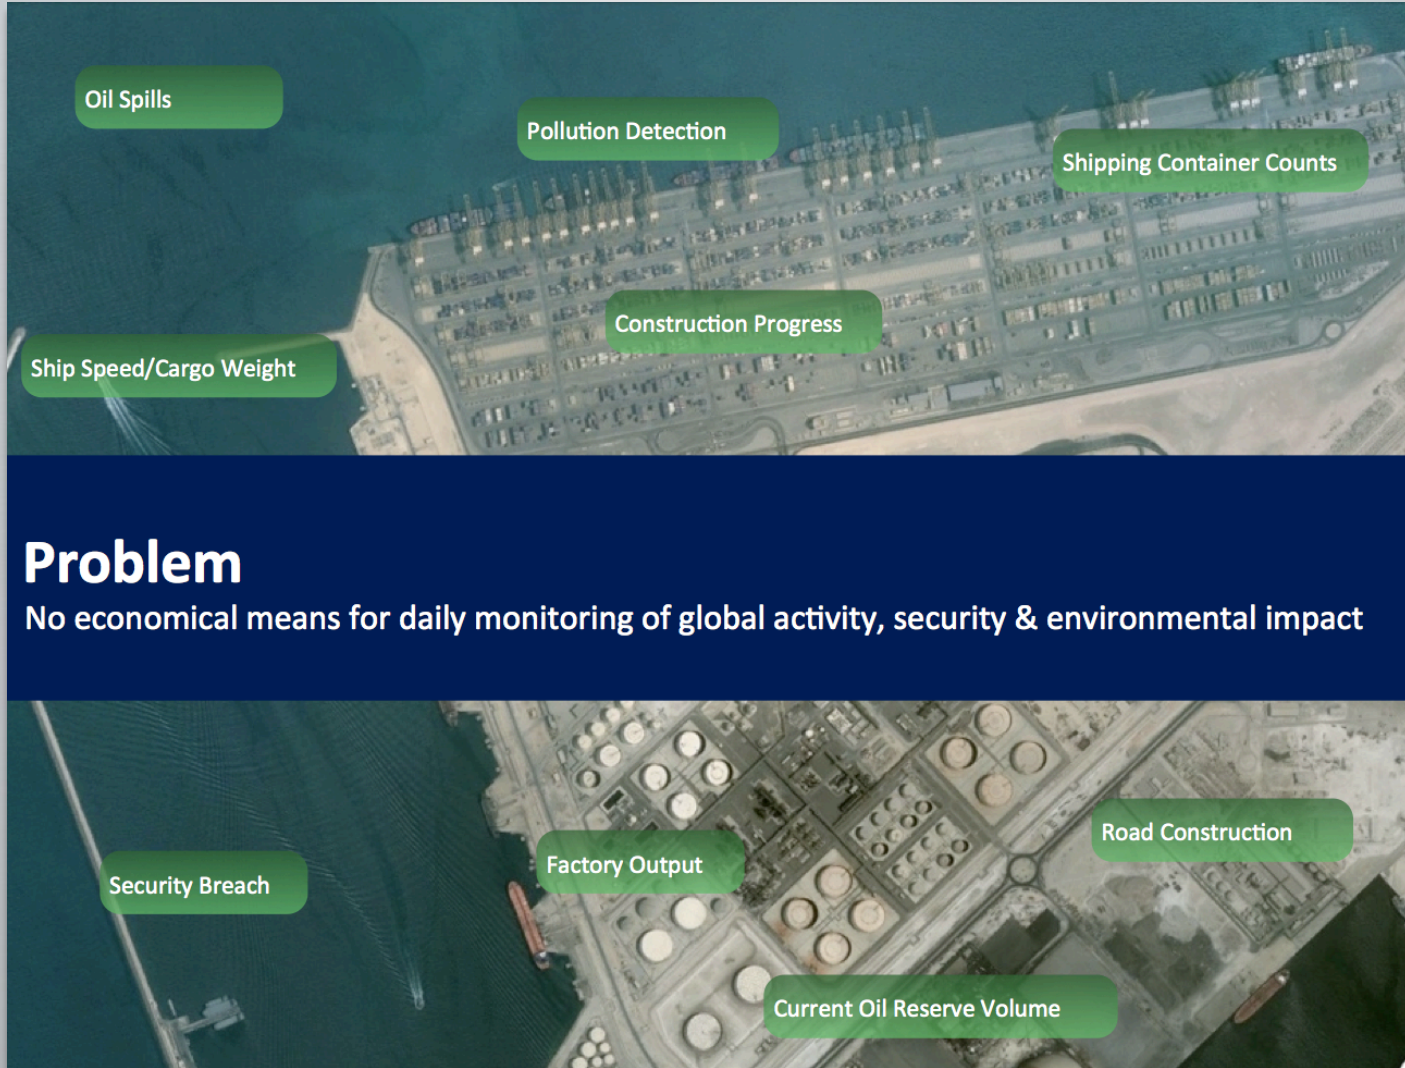 Oil Spills
Pollution Detection
Shipping Container Counts
Construction Progress
Ship Speed/Cargo Weight
Problem
No economical means for daily monitoring of global activity, security & environmental impact
Road Construction
Factory Output
Security Breach
Current Oil Reserve Volume